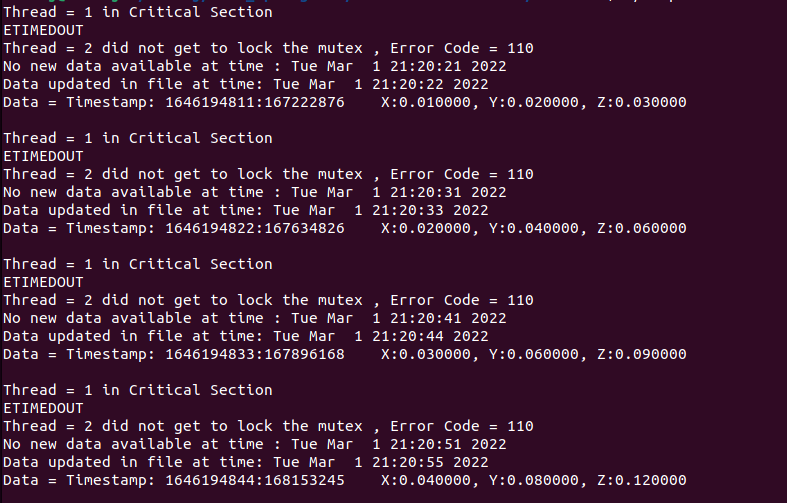 Thread = 1 in Critical Section
ETIMEDOUT
Thread = 2 did not get to lock the mutex , Error Code = 110
No new data available at time : Tue Mar  1 21:20:21 2022
Data updated in file at time: Tue Mar  1 21:20:22 2022
Data = Timestamp: 1646194811:167222876    X:0.010000, Y:0.020000, Z:0.030000
Thread = 1 in Critical Section
ETIMEDOUT
Thread = 2 did not get to lock the mutex , Error Code = 110
No new data available at time : Tue Mar  1 21:20:31 2022
Data updated in file at time: Tue Mar  1 21:20:33 2022
Data = Timestamp: 1646194822:167634826    X:0.020000, Y:0.040000, Z:0.060000
Thread = 1 in Critical Section
ETIMEDOUT
Thread = 2 did not get to lock the mutex , Error Code = 110
No new data available at time : Tue Mar  1 21:20:41 2022
Data updated in file at time: Tue Mar  1 21:20:44 2022
Data = Timestamp: 1646194833:167896168    X:0.030000, Y:0.060000, Z:0.090000
Thread = 1 in Critical Section
ETIMEDOUT
Thread = 2 did not get to lock the mutex , Error Code = 110
No new data available at time : Tue Mar  1 21:20:51 2022
Data updated in file at time: Tue Mar  1 21:20:55 2022
Data = Timestamp: 1646194844:168153245    X:0.040000, Y:0.080000, Z:0.120000